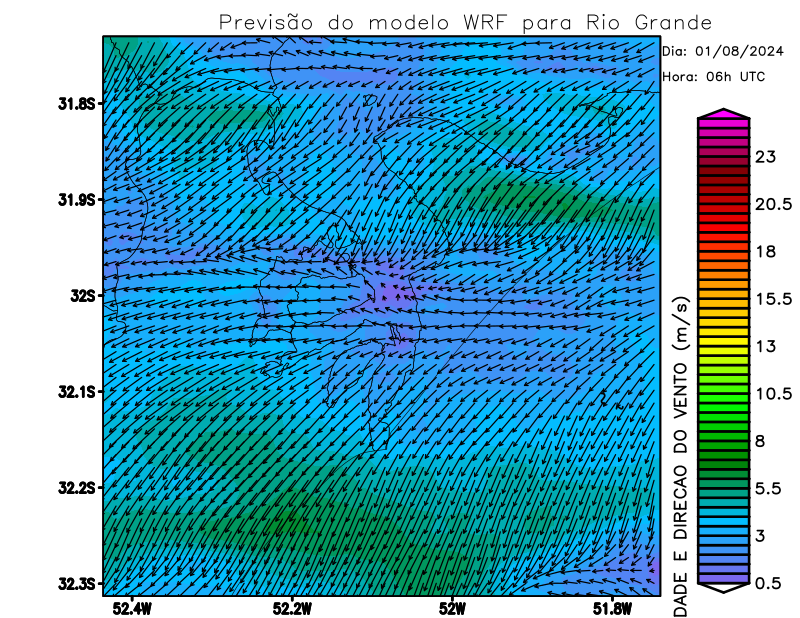 Previsão do modelo WRF para Rio Grande
Dia: 01/08/2024
Hora: 06h UTC
31.8S
31.9S
32S
32.1S
32.2S
32.3S
52.4W
52.2W
52W
51.8W
DADE E DIRECAO DO VENTO (m/s)
23
20.5
18
15.5
13
10.5
8
5.5
3
0.5